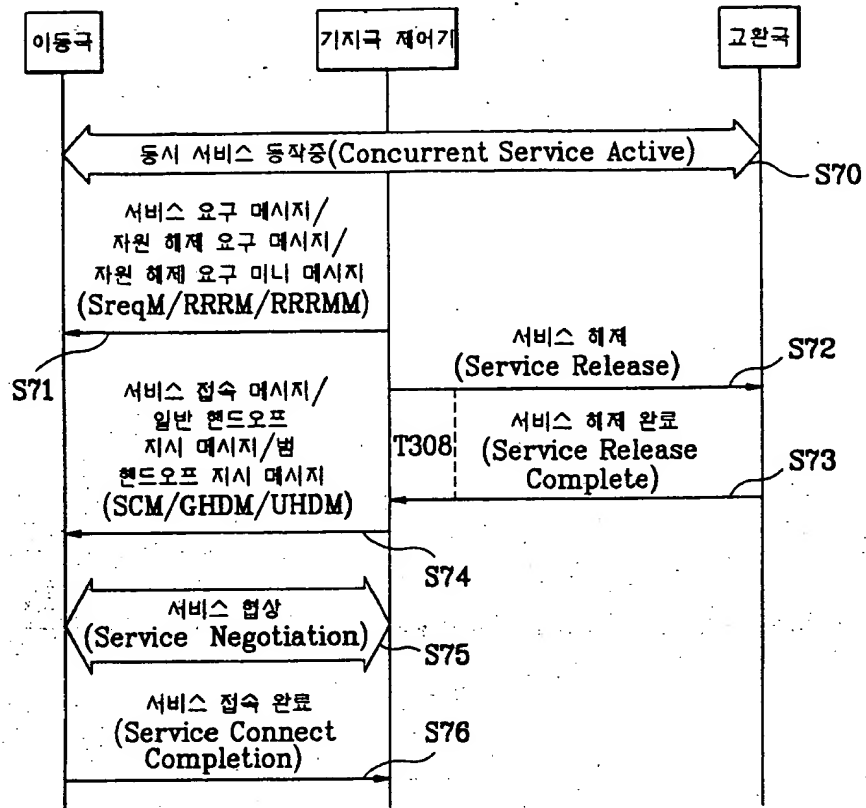 이동국
기지국 제어기
교환국
동시 서비스 동작중(Concurrent Service Active)
S70
서비스 요구 메시지/
자원 해제 요구 메시지/
자원 해제 요구 미니 메시지
(SreqM/RRRM/RRRMM)
S71
서비스 해제
(Service Release)
S72
서비스 접속 메시지/
일반 핸드오프
지시 메시지/범
핸드오프 지시 메시지
(SCM/GHDM/UHDM)
T308
서비스 해제 완료
(Service Release
Complete)
S73
S74
서비스 협상
(Service Negotiation)
S75
서비스 접속 완료
(Service Connect
Completion)
S76